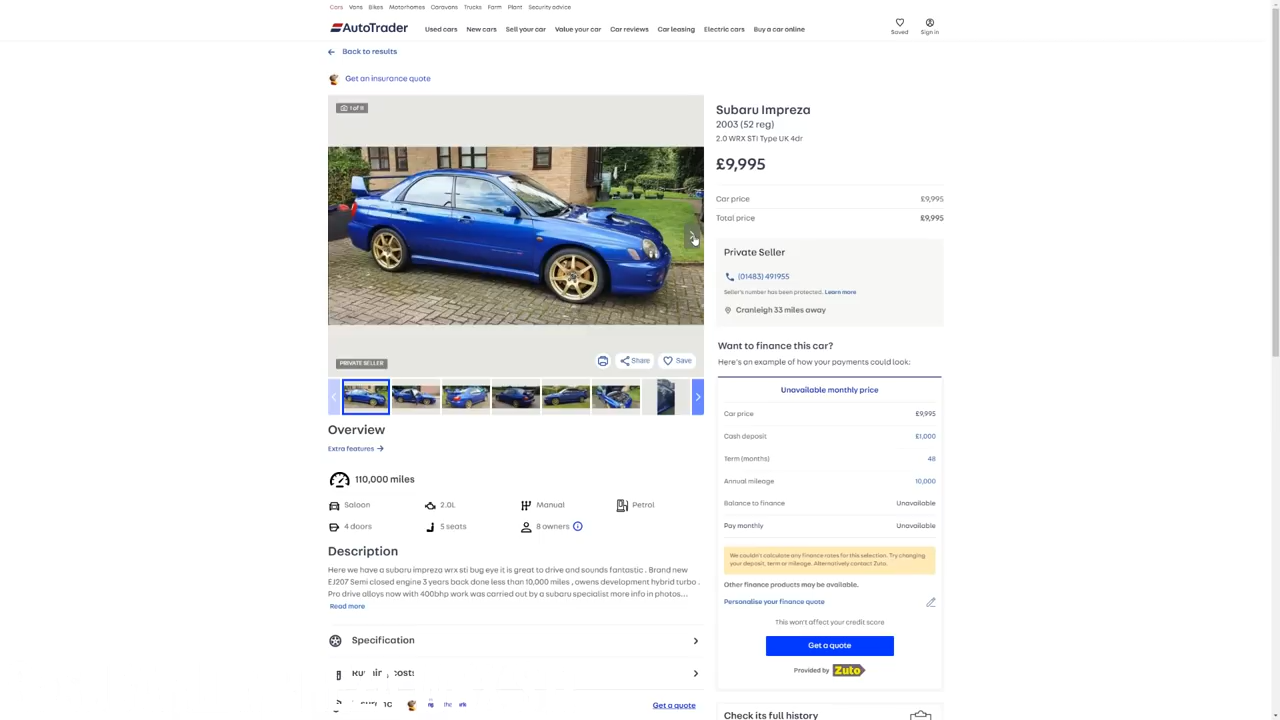 Cars Vans Bikes Motorhomes Caravans Trucks Farm Plant Security advice
AutoTrader
Used cars New cars Sell your car Value your car Car reviews Car leasing Electric cars Buy a car online
Saved
Sign in
Back to results
Get an insurance quote
1 of 11
PRIVATE SELLER
Share
Save
Overview
Extra features
110,000 miles
Saloon
2.0L
Manual
Petrol
4 doors
5 seats
8 owners
Description
Here we have a subaru impreza wrx sti bug eye it is great to drive and sounds fantastic . Brand new
EJ207 Semi closed engine 3 years back done less than 10,000 miles , owens development hybrid turbo .
Pro drive alloys now with 400bhp work was carried out by a subaru specialist more info in photos...
Read more
Specification
costs
Get a quote
Subaru Impreza
2003 (52 reg)
2.0 WRX STi Type UK 4dr
£9,995
Car price £9,995
Total price £9,995
Private Seller
(01483) 491955
Seller's number has been protected. Learn more
Cranleigh 33 miles away
Want to finance this car?
Here's an example of how your payments could look:
Unavailable monthly price
Car price £9,995
Cash deposit £1,000
Term (months) 48
Annual mileage 10,000
Balance to finance Unavailable
Pay monthly Unavailable
We couldn't calculate any finance rates for this selection. Try changing
your deposit, term or mileage. Alternatively contact Zuto.
Other finance products may be available.
Personalise your finance quote
This won't affect your credit score
Get a quote
Provided by Zuto
Check its full history